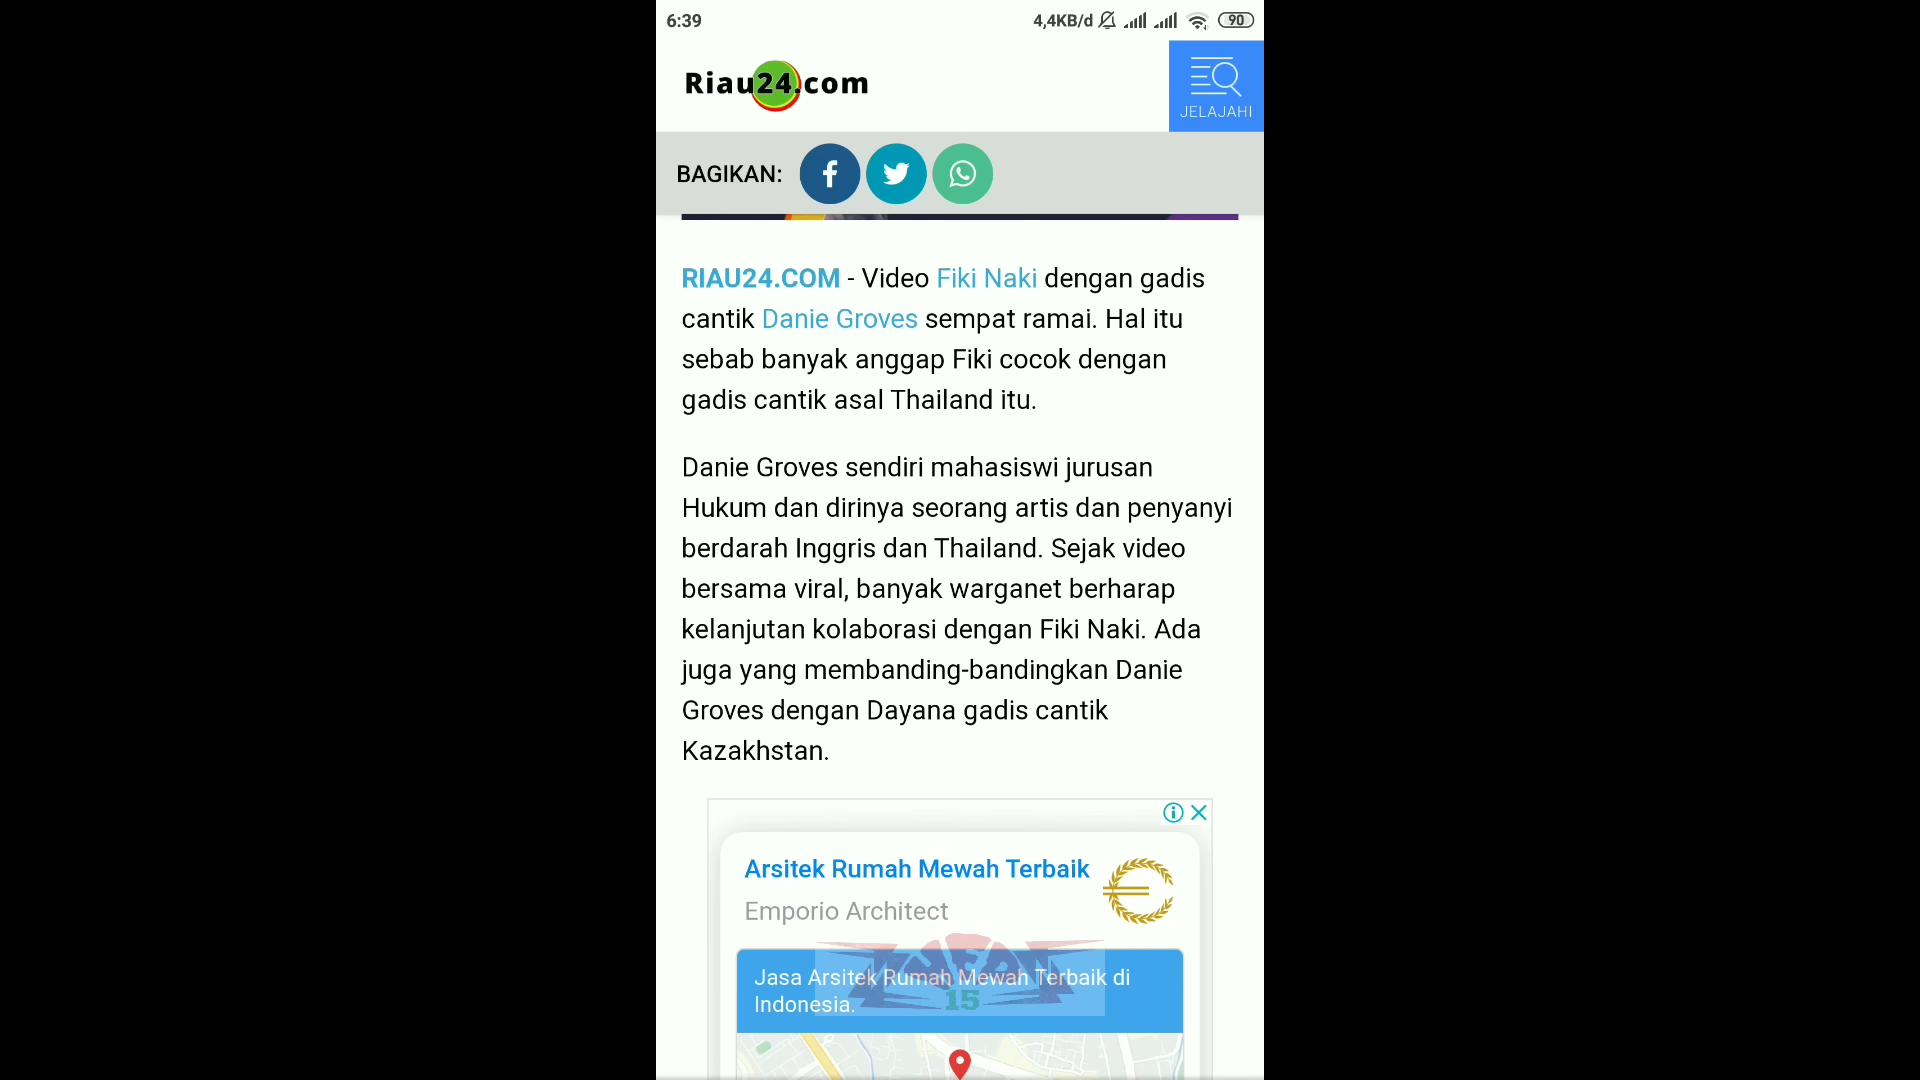 6:39
4,4KB/d
90
Riau24.com
JELAJAHI
BAGIKAN:
RIAU24.COM - Video Fiki Naki dengan gadis
cantik Danie Groves sempat ramai. Hal itu
sebab banyak anggap Fiki cocok dengan
gadis cantik asal Thailand itu.
Danie Groves sendiri mahasiswi jurusan
Hukum dan dirinya seorang artis dan penyanyi
berdarah Inggris dan Thailand. Sejak video
bersama viral, banyak warganet berharap
kelanjutan kolaborasi dengan Fiki Naki. Ada
juga yang membanding-bandingkan Danie
Groves dengan Dayana gadis cantik
Kazakhstan.
Arsitek Rumah Mewah Terbaik
Emporio Architect
Jasa Arsitek Rumah Mewah Terbaik di
Indonesia.
15